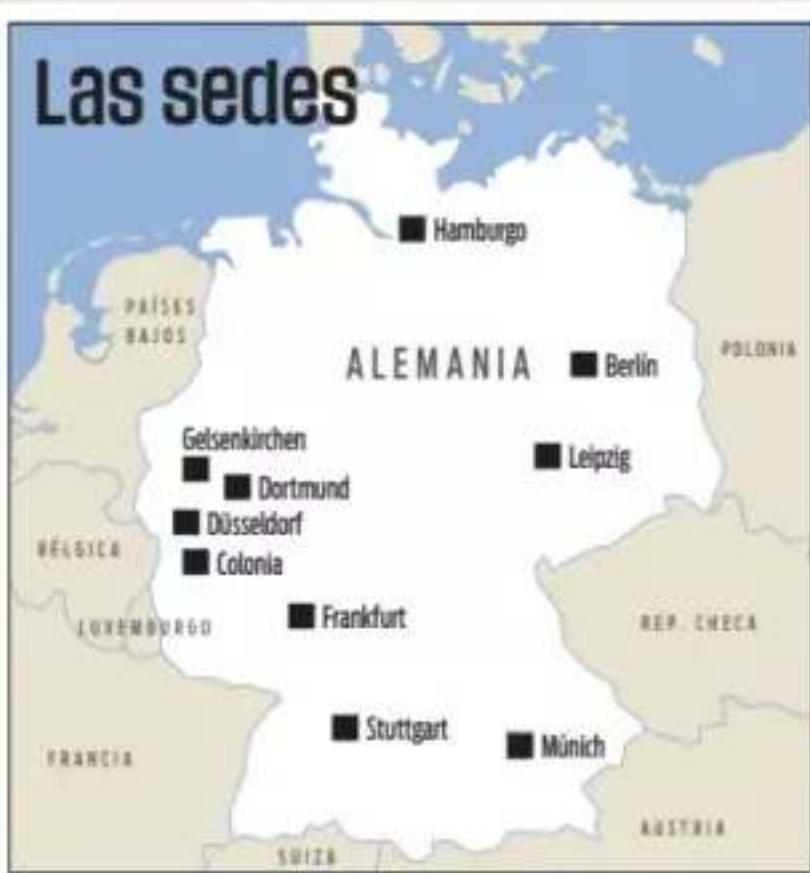 Las sedes
Hamburgo
PAÍSES
BAJOS
ALEMANIA
POLONIA
Berlín
Gelsenkirchen
Leipzig
Dortmund
Düsseldorf
BÉLGICA
Colonia
Frankfurt
LUXEMBURGO
REP. CHECA
Stuttgart
Múnich
FRANCIA
AUSTRIA
SUIZA